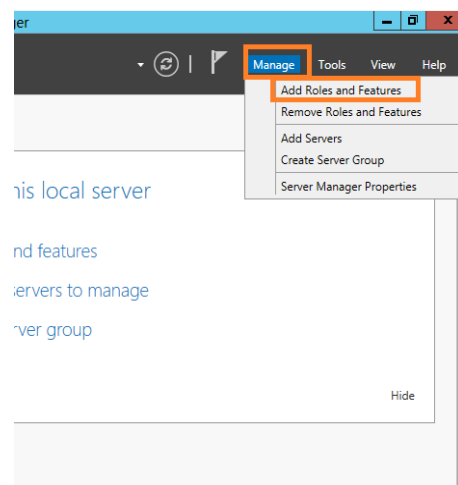 ger
Manage Tools View Help
Add Roles and Features
Remove Roles and Features
Add Servers
Create Server Group
Server Manager Properties
his local server
nd features
servers to manage
rver group
Hide